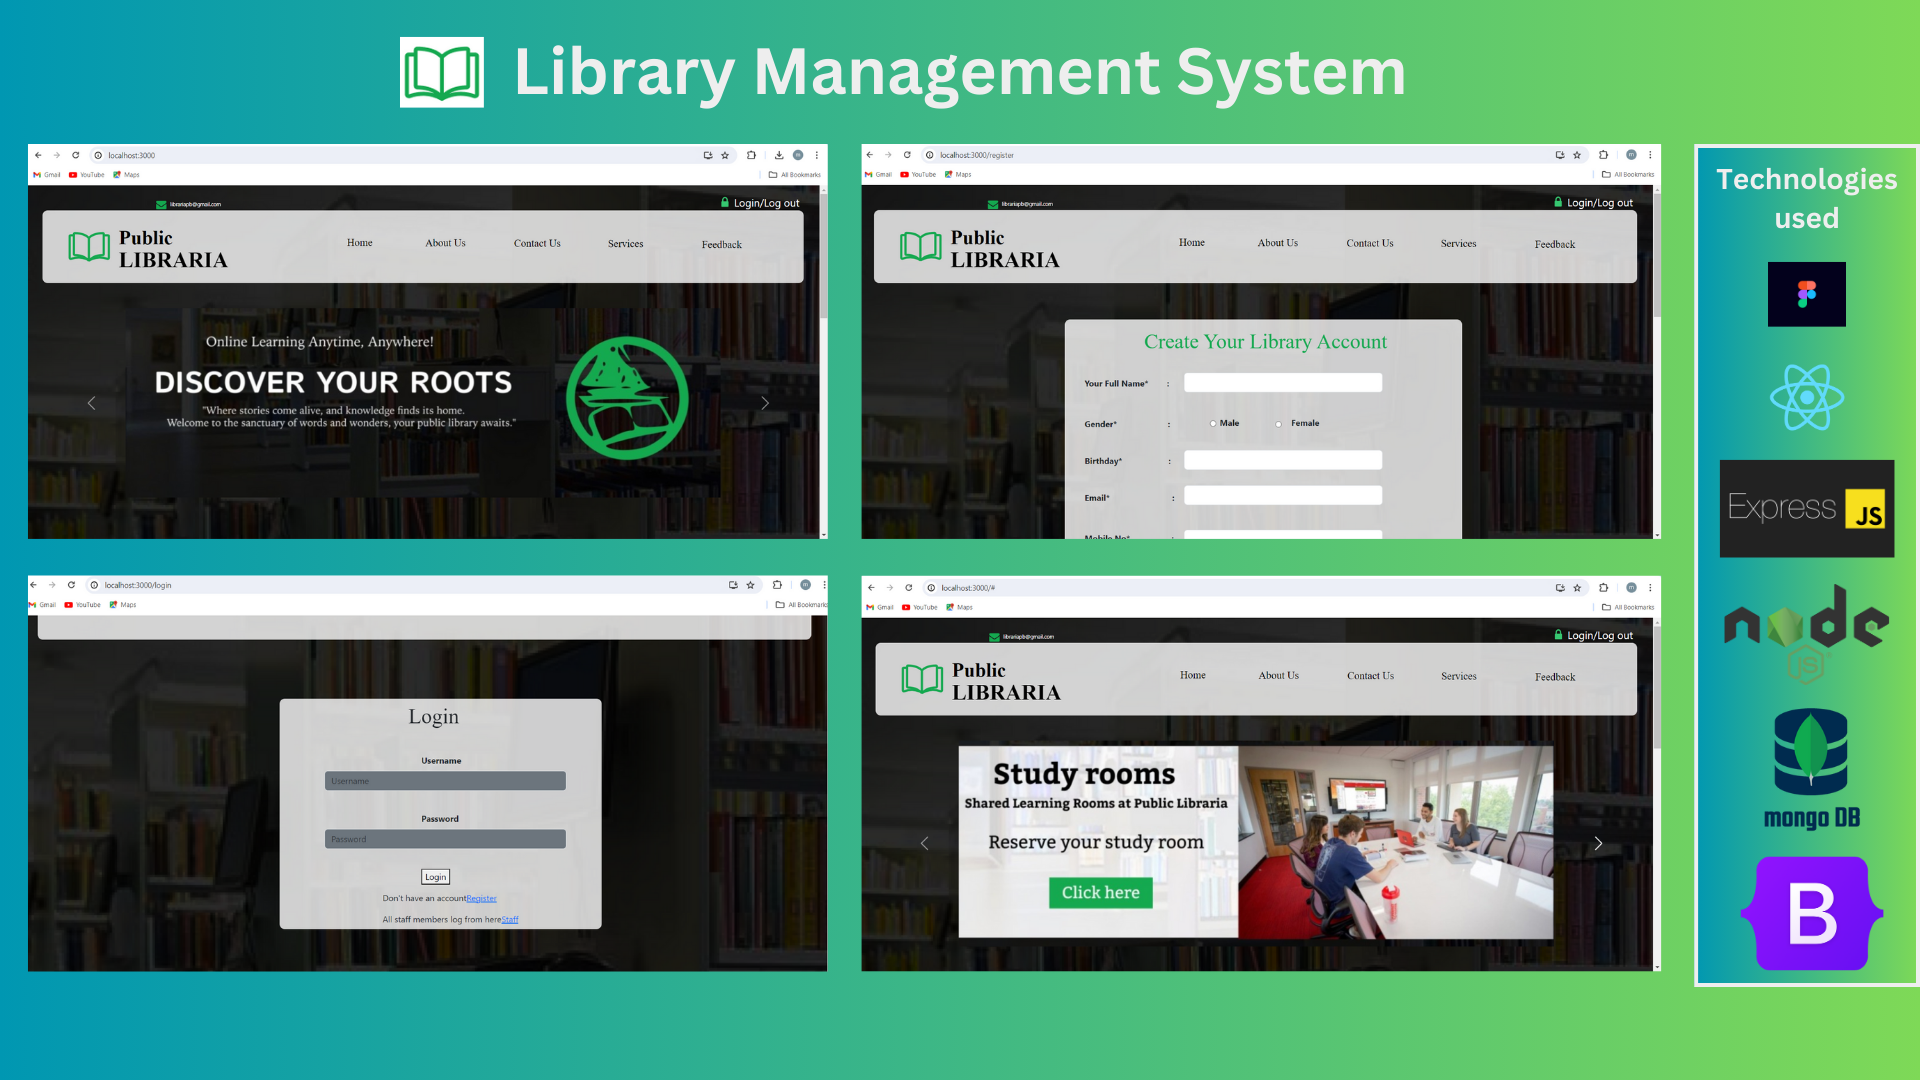 Library Management System
localhost:3000
Gmail YouTube Maps
All Bookmarks
librariapb@gmail.com
Login/Log out
Public
LIBRARIA
Home About Us Contact Us Services Feedback
Online Learning Anytime, Anywhere!
DISCOVER YOUR ROOTS
"Where stories come alive, and knowledge finds its home.
Welcome to the sanctuary of words and wonders, your public library awaits."
localhost:3000/register
Gmail YouTube Maps
All Bookmarks
librariapb@gmail.com
Login/Log out
Public
LIBRARIA
Home About Us Contact Us Services Feedback
Create Your Library Account
Your Full Name* :
Gender* : Male Female
Birthday* :
Email* :
Mobile No* :
localhost:3000/login
Gmail YouTube Maps
All Bookmarks
Login
Username
Username
Password
Password
Login
Don't have an accountRegister
All staff members log from hereStaff
localhost:3000/#
Gmail YouTube Maps
All Bookmarks
librariapb@gmail.com
Login/Log out
Public
LIBRARIA
Home About Us Contact Us Services Feedback
Study rooms
Shared Learning Rooms at Public Libraria
Reserve your study room
Click here
Technologies
used
Express JS
node
JS
mongo DB
B